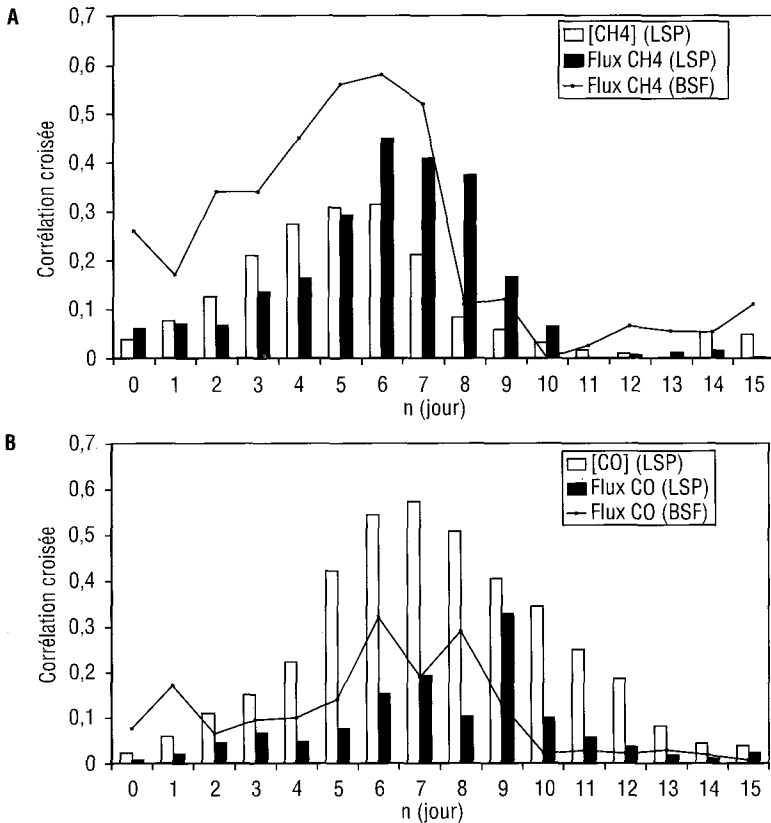 A
0,7
0,6
0,5
0,4
0,3
0,2
0,1
0
Corrélation croisée
[CH4] (LSP)
Flux CH4 (LSP)
Flux CH4 (BSF)
0 1 2 3 4 5 6 7 8 9 10 11 12 13 14 15
n (jour)
B
0,7
0,6
0,5
0,4
0,3
0,2
0,1
0
Corrélation croisée
[CO] (LSP)
Flux CO (LSP)
Flux CO (BSF)
0 1 2 3 4 5 6 7 8 9 10 11 12 13 14 15
n (jour)